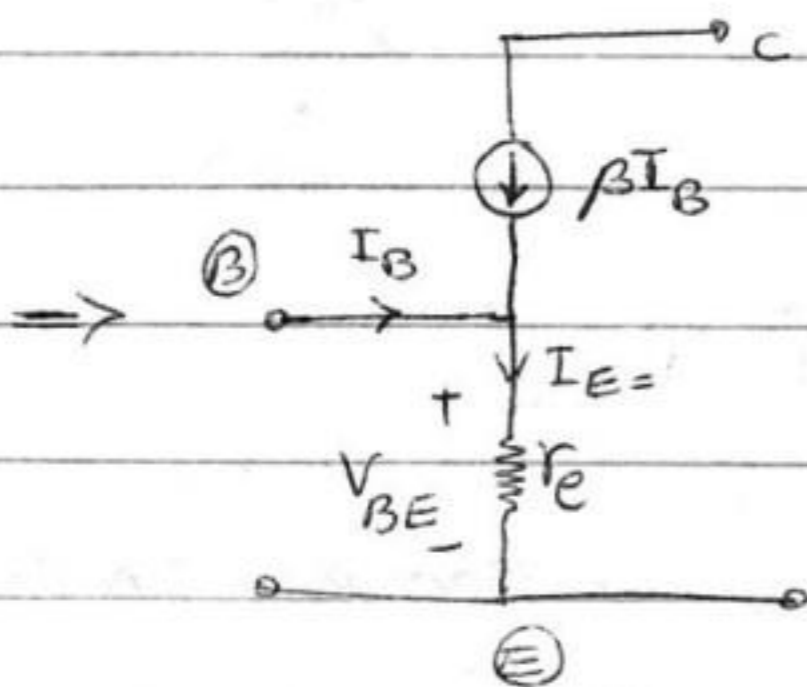 C
βI_B
Ⓑ I_B
⇒
I_E =
+
V_BE r_e
−
Ⓔ